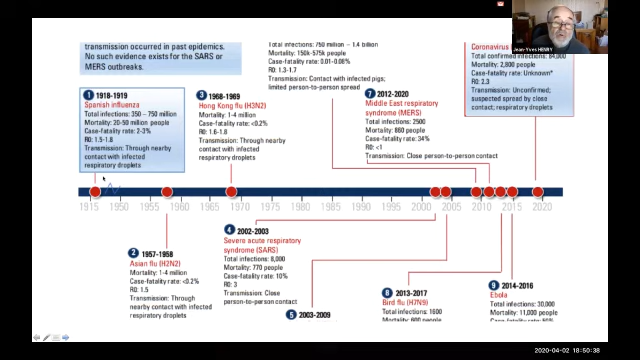 transmission occurred in past epidemics.
No such evidence exists for the SARS or
MERS outbreaks.
1 1918-1919
Spanish influenza
Total infections: 350 – 750 million
Mortality: 20-50 million people
Case-fatality rate: 2-3%
R0: 1.5-1.8
Transmission: Through nearby
contact with infected
respiratory droplets
3 1968-1969
Hong Kong flu (H3N2)
Mortality: 1-4 million
Case-fatality rate: <0.2%
R0: 1.6-1.8
Transmission: Through nearby
contact with infected
respiratory droplets
Total infections: 750 million – 1.4 billion
Mortality: 150k-575k people
Case-fatality rate: 0.01-0.08%
R0: 1.3-1.7
Transmission: Contact with infected pigs;
limited person-to-person spread
7 2012-2020
Middle East respiratory
syndrome (MERS)
Total infections: 2500
Mortality: 860 people
Case-fatality rate: 34%
R0: <1
Transmission: Close person-to-person contact
Coronavirus
Total confirmed infections: 84,000
Mortality: 2,800 people
Case-fatality rate: Unknown*
R0: 2.3
Transmission: Unconfirmed;
suspected spread by close
contact; respiratory droplets
Jean-Yves HENRY
1915 1950 1955 1960 1965 1970 1975 1980 1985 1990 1995 2000 2004 2005 2010 2011 2015 2020
2 1957-1958
Asian flu (H2N2)
Mortality: 1-4 million
Case-fatality rate: <0.2%
R0: 1.5
Transmission: Through
nearby contact with infected
respiratory droplets
4 2002-2003
Severe acute respiratory
syndrome (SARS)
Total infections: 8,000
Mortality: 770 people
Case-fatality rate: 10%
R0: 3
Transmission: Close
person-to-person contact
5 2003-2009
8 2013-2017
Bird flu (H7N9)
Total infections: 1600
Mortality: 600 people
9 2014-2016
Ebola
Total infections: 30,000
Mortality: 11,000 people
Case-fatality rate: 50%
2020-04-02 18:50:38